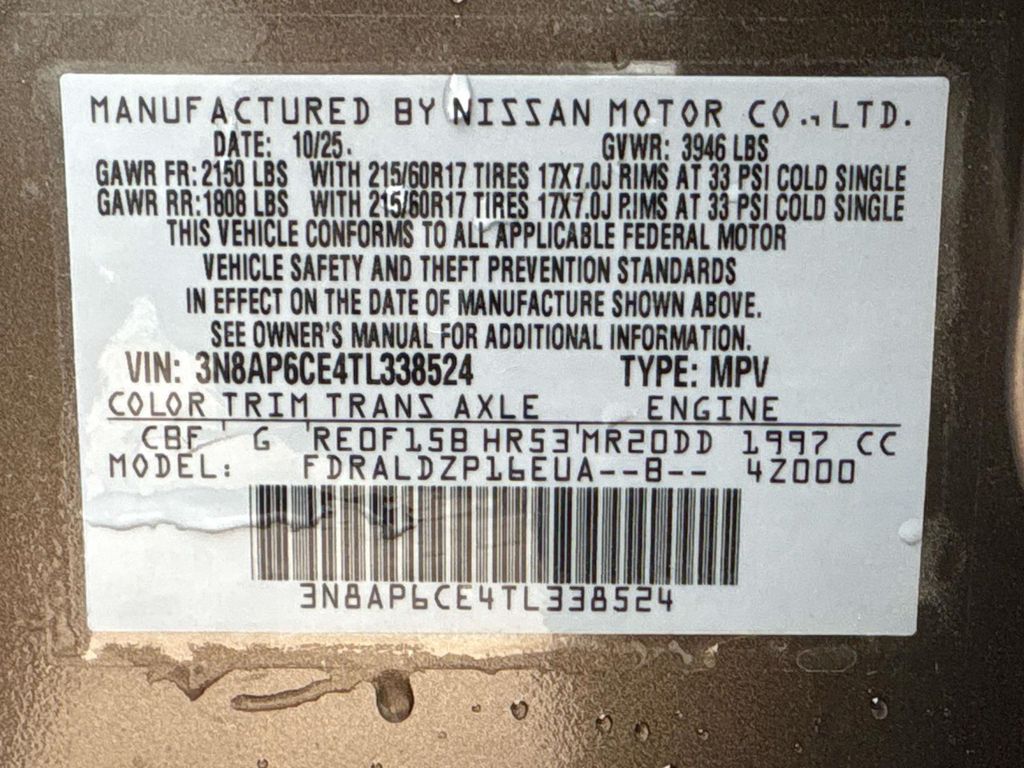 MANUFACTURED BY NISSAN MOTOR CO., LTD.
DATE: 10/25. GVWR: 3946 LBS
GAWR FR: 2150 LBS WITH 215/60R17 TIRES 17X7.0J RIMS AT 33 PSI COLD SINGLE
GAWR RR: 1808 LBS WITH 215/60R17 TIRES 17X7.0J RIMS AT 33 PSI COLD SINGLE
THIS VEHICLE CONFORMS TO ALL APPLICABLE FEDERAL MOTOR
VEHICLE SAFETY AND THEFT PREVENTION STANDARDS
IN EFFECT ON THE DATE OF MANUFACTURE SHOWN ABOVE.
SEE OWNER'S MANUAL FOR ADDITIONAL INFORMATION.
VIN: 3N8AP6CE4TL338524 TYPE: MPV
COLOR TRIM TRANS AXLE ENGINE
CBF G RE0F15B HR53 MR20DD 1997 CC
MODEL: FDRALDZP16EUA--B-- 4Z000
3N8AP6CE4TL338524